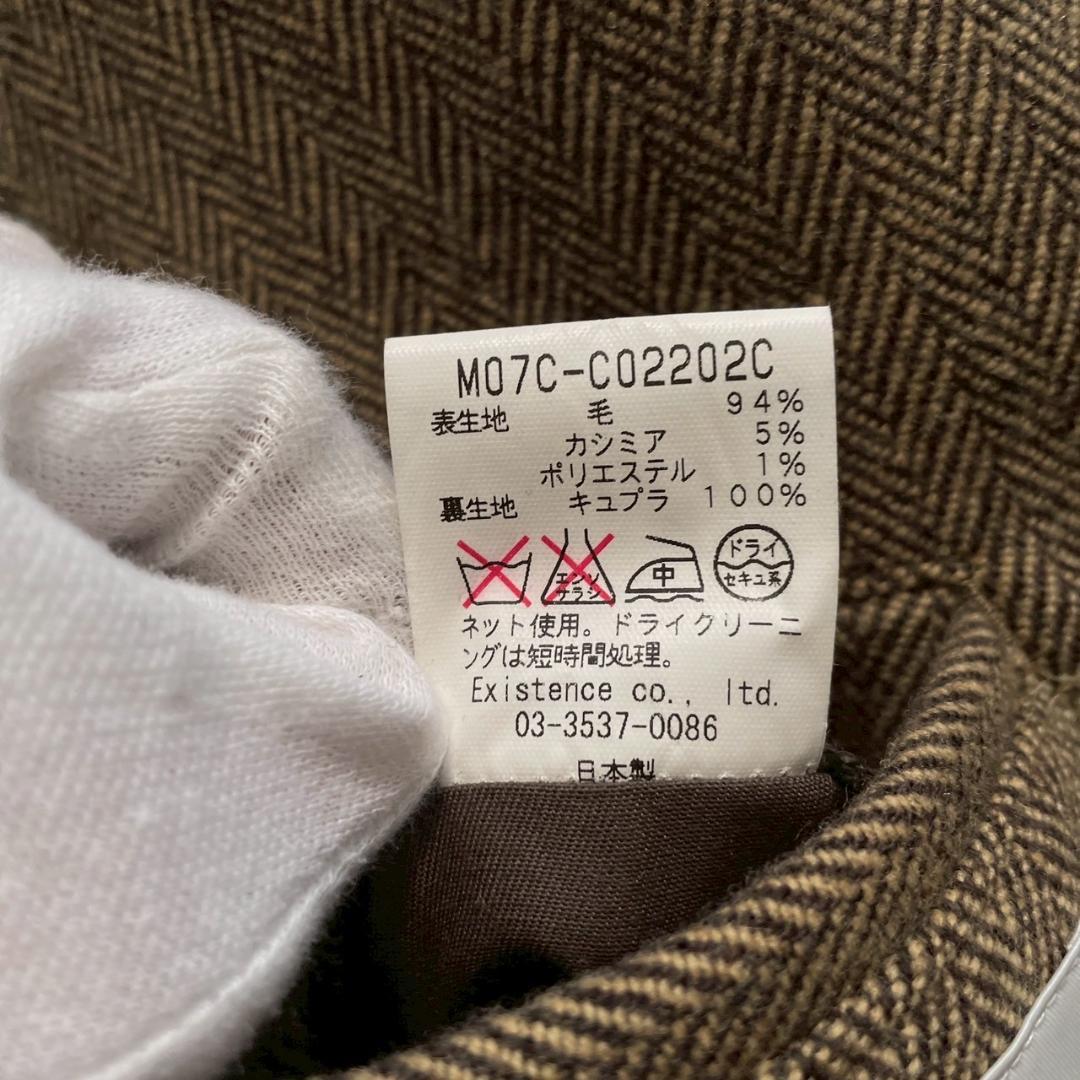 M07C-C02202C
表生地 毛 94%
カシミア 5%
ポリエステル 1%
裏生地 キュプラ 100%
エンソ
サラシ
中
ドライ
セキユ系
ネット使用。ドライクリーニ
ングは短時間処理。
Existence co., ltd.
03-3537-0086
日本製